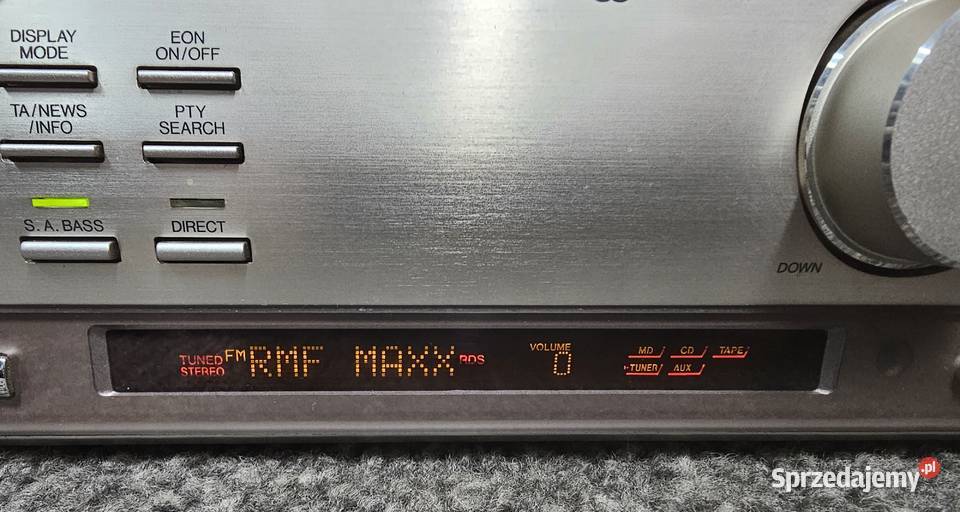 DISPLAY
MODE
EON
ON/OFF
TA/NEWS
/INFO
PTY
SEARCH
S.A.BASS
DIRECT
DOWN
TUNED
STEREO
FM RMF MAXX RDS
VOLUME
0
MD CD TAPE
TUNER AUX
Sprzedajemy.pl